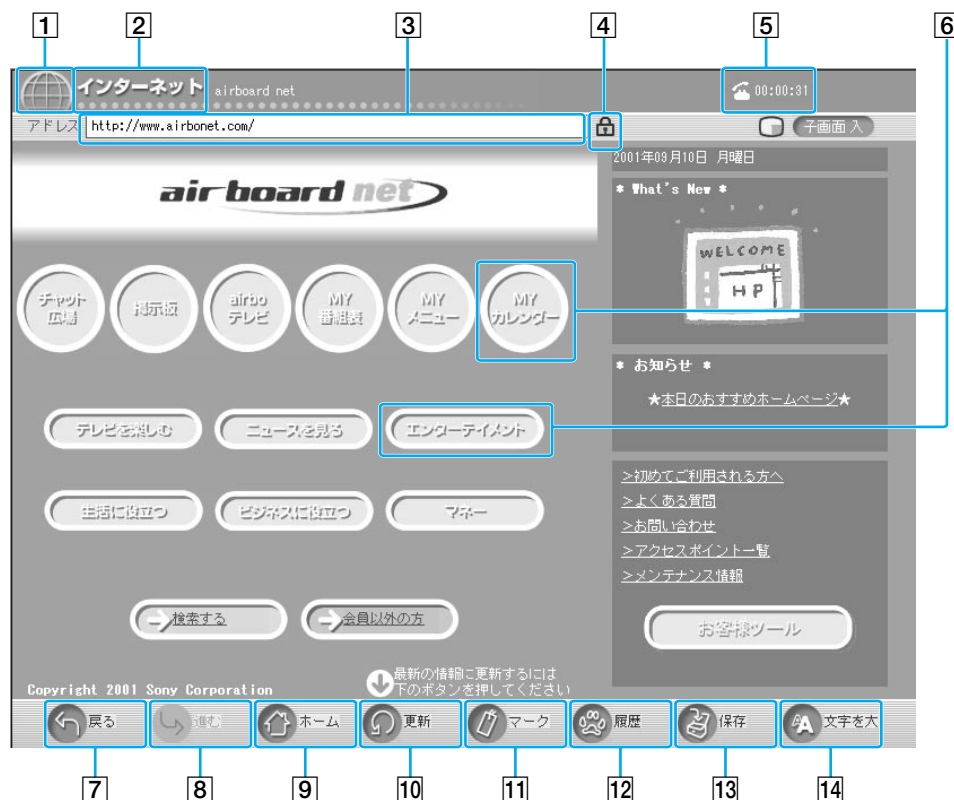 1 2 3 4 5 6
インターネット airboard net 00:00:31
アドレス http://www.airbonet.com/ 子画面 入
2001年09月10日 月曜日
airboard net
* What's New *
WELCOME
HP
チャット広場
掲示板
airboテレビ
MY番組表
MYメニュー
MYカレンダー
* お知らせ *
★本日のおすすめホームページ★
テレビを楽しむ ニュースを見る エンターテイメント
>初めてご利用される方へ
>よくある質問
>お問い合わせ
>アクセスポイント一覧
>メンテナンス情報
生活に役立つ ビジネスに役立つ マネー
検索する 会員以外の方
お客様ツール
最新の情報に更新するには
下のボタンを押してください
Copyright 2001 Sony Corporation
戻る 進む ホーム 更新 マーク 履歴 保存 文字を大
7 8 9 10 11 12 13 14